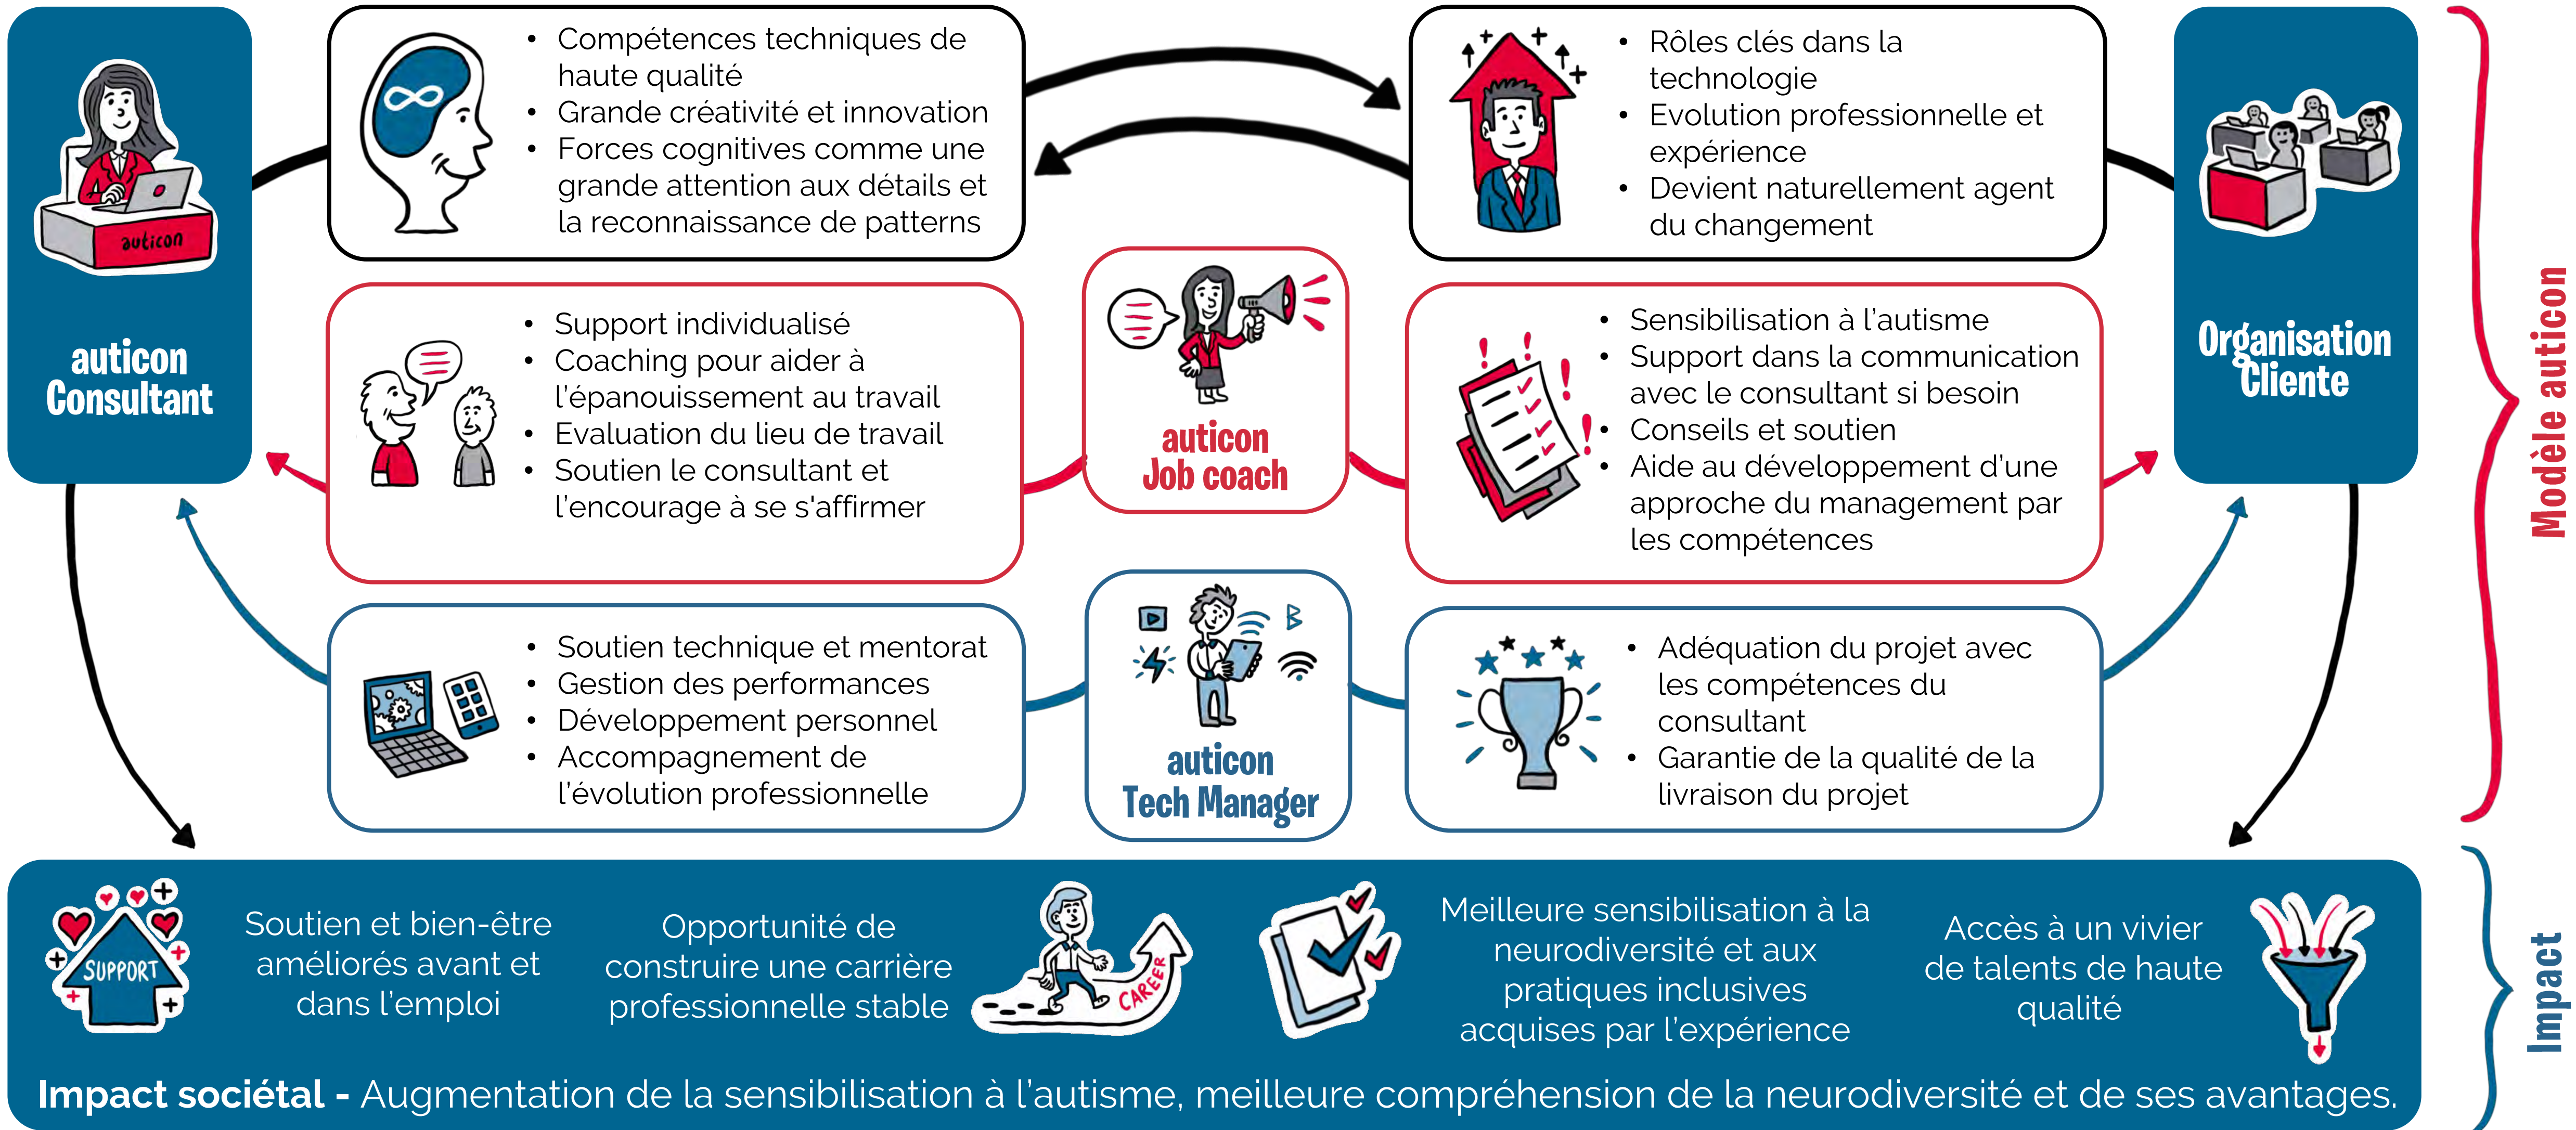 auticon
auticon
Consultant
• Compétences techniques de
haute qualité
• Grande créativité et innovation
• Forces cognitives comme une
grande attention aux détails et
la reconnaissance de patterns
• Rôles clés dans la
technologie
• Evolution professionnelle et
expérience
• Devient naturellement agent
du changement
Organisation
Cliente
• Support individualisé
• Coaching pour aider à
l'épanouissement au travail
• Evaluation du lieu de travail
• Soutien le consultant et
l'encourage à se s'affirmer
auticon
Job coach
• Sensibilisation à l'autisme
• Support dans la communication
avec le consultant si besoin
• Conseils et soutien
• Aide au développement d'une
approche du management par
les compétences
• Soutien technique et mentorat
• Gestion des performances
• Développement personnel
• Accompagnement de
l'évolution professionnelle
auticon
Tech Manager
• Adéquation du projet avec
les compétences du
consultant
• Garantie de la qualité de la
livraison du projet
Modèle auticon
SUPPORT
Soutien et bien-être
améliorés avant et
dans l'emploi
Opportunité de
construire une carrière
professionnelle stable
CAREER
Meilleure sensibilisation à la
neurodiversité et aux
pratiques inclusives
acquises par l'expérience
Accès à un vivier
de talents de haute
qualité
Impact
Impact sociétal - Augmentation de la sensibilisation à l'autisme, meilleure compréhension de la neurodiversité et de ses avantages.